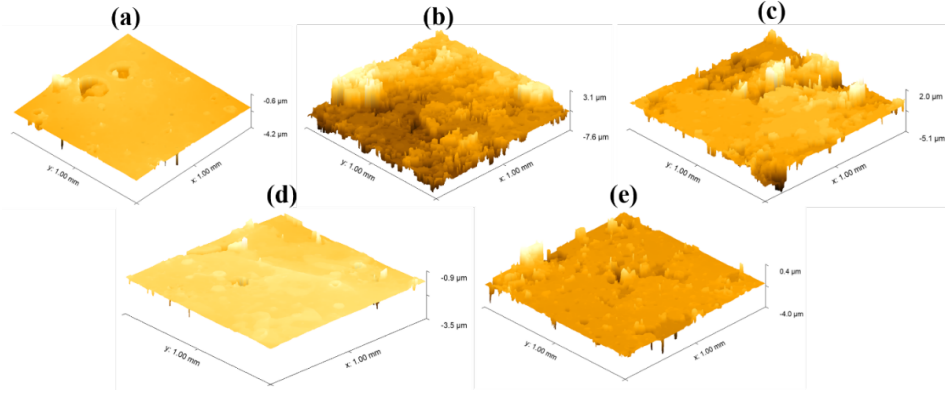 (a)
-0.6 µm
-4.2 µm
y: 1.00 mm
x: 1.00 mm
(b)
3.1 µm
-7.6 µm
y: 1.00 mm
x: 1.00 mm
(c)
2.0 µm
-5.1 µm
y: 1.00 mm
x: 1.00 mm
(d)
-0.9 µm
-3.5 µm
y: 1.00 mm
x: 1.00 mm
(e)
0.4 µm
-4.0 µm
y: 1.00 mm
x: 1.00 mm